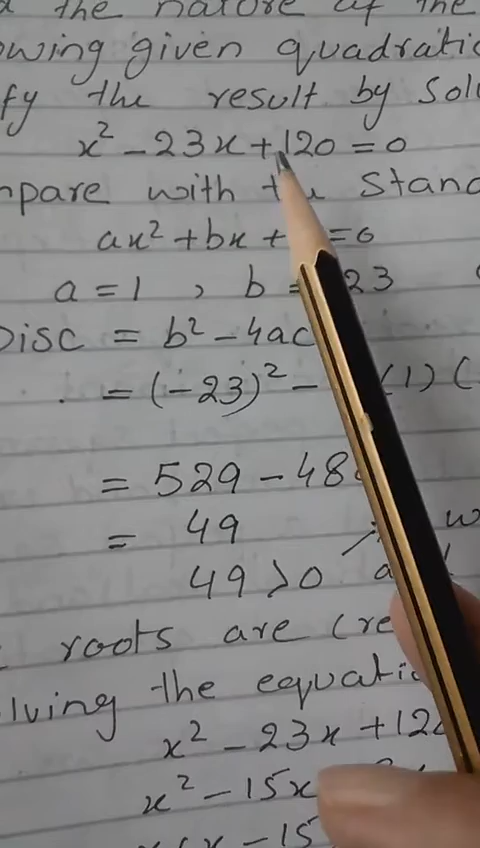 the nature of the
owing given quadratic
fy the result by solu
x² - 23x + 120 = 0
mpare with the Stand
ax² + bx + = 0
a = 1 , b = 23
Disc = b² - 4ac
= (-23)² - (1) (
= 529 - 48
= 49
49 > 0
roots are (re
lving the equati
x² - 23x + 12
x² - 15x
x - 15